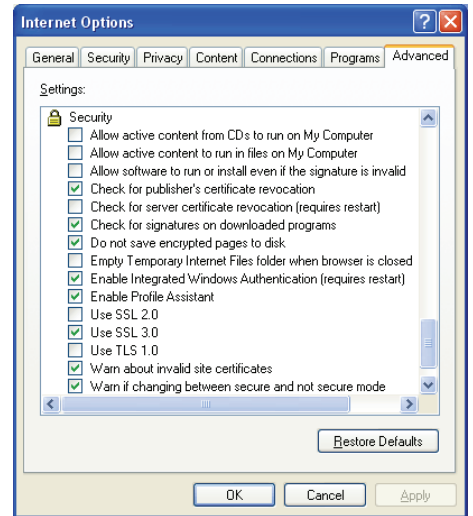 Internet Options
General Security Privacy Content Connections Programs Advanced
Settings:
Security
Allow active content from CDs to run on My Computer
Allow active content to run in files on My Computer
Allow software to run or install even if the signature is invalid
Check for publisher's certificate revocation
Check for server certificate revocation (requires restart)
Check for signatures on downloaded programs
Do not save encrypted pages to disk
Empty Temporary Internet Files folder when browser is closed
Enable Integrated Windows Authentication (requires restart)
Enable Profile Assistant
Use SSL 2.0
Use SSL 3.0
Use TLS 1.0
Warn about invalid site certificates
Warn if changing between secure and not secure mode
Restore Defaults
OK Cancel Apply